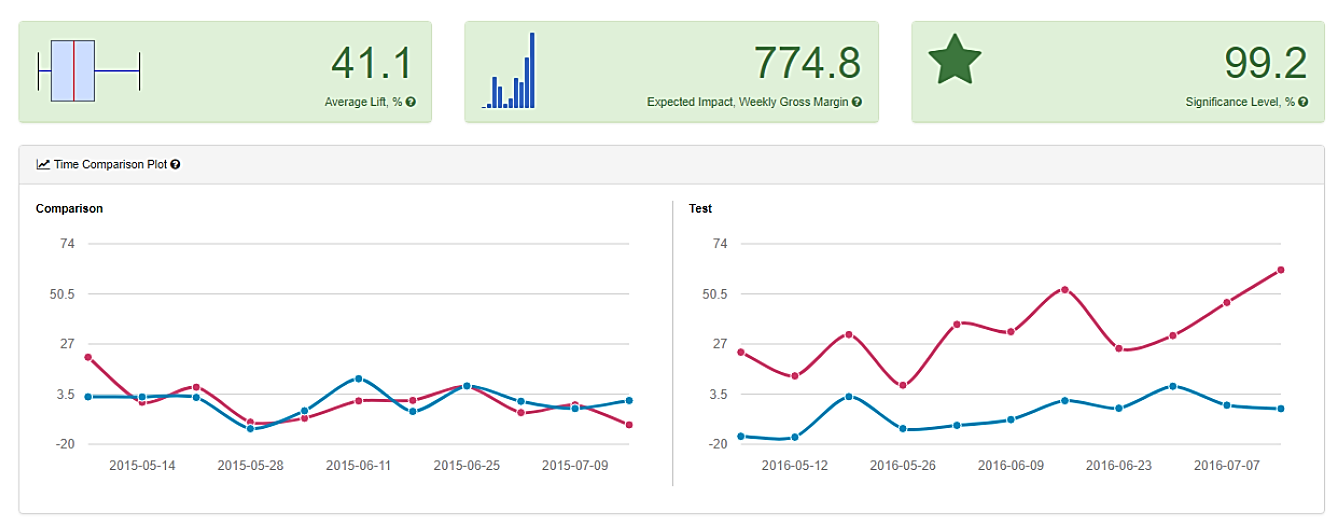 41.1
Average Lift, %
774.8
Expected Impact, Weekly Gross Margin
99.2
Significance Level, %
Time Comparison Plot
Comparison
74
50.5
27
3.5
-20
2015-05-14 2015-05-28 2015-06-11 2015-06-25 2015-07-09
Test
74
50.5
27
3.5
-20
2016-05-12 2016-05-26 2016-06-09 2016-06-23 2016-07-07